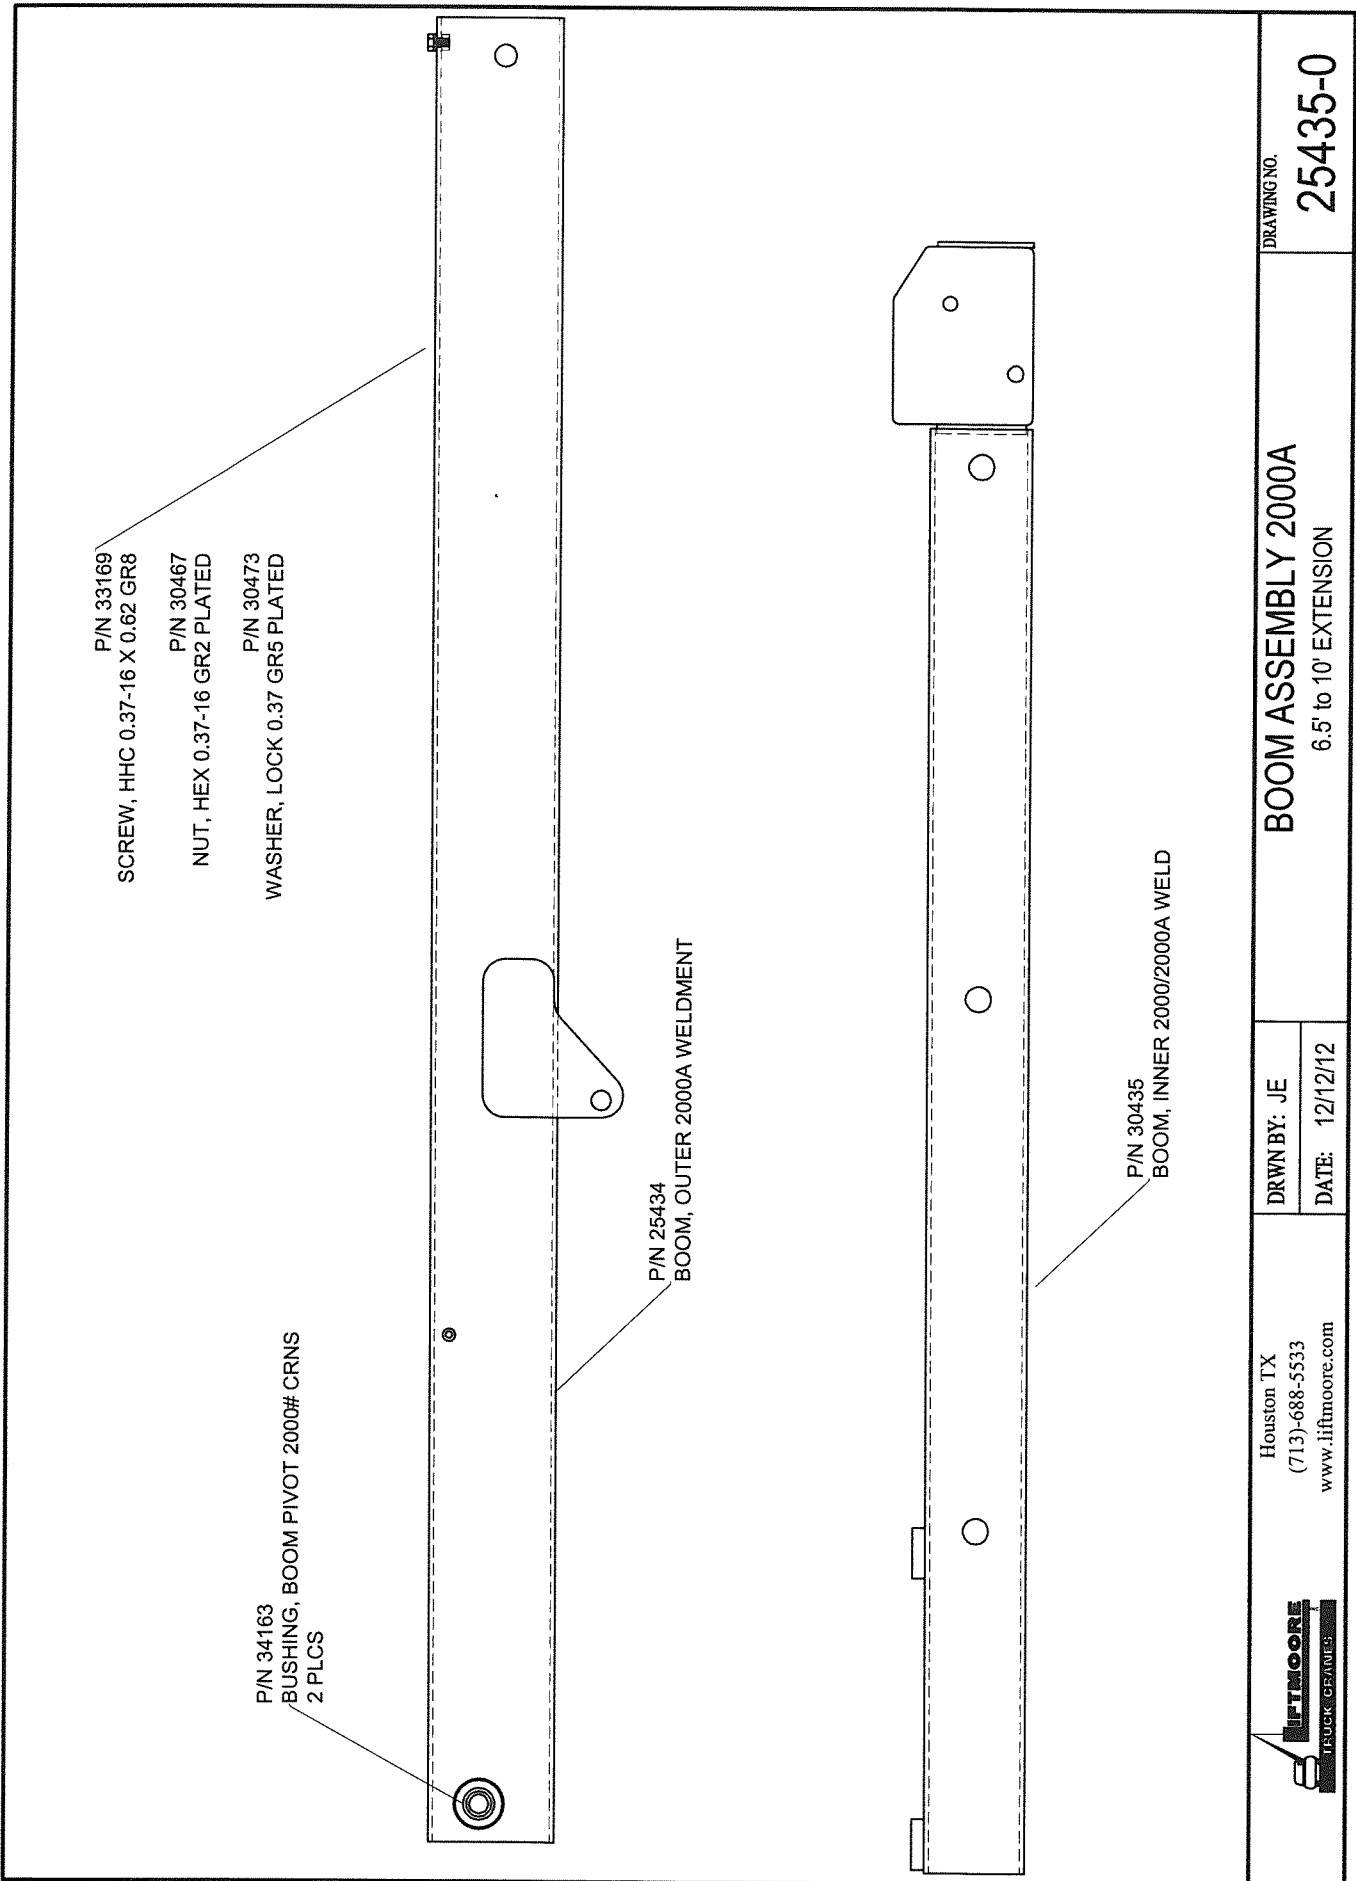 P/N 33169
SCREW, HHC 0.37-16 X 0.62 GR8
P/N 30467
NUT, HEX 0.37-16 GR2 PLATED
P/N 30473
WASHER, LOCK 0.37 GR5 PLATED
P/N 34163
BUSHING, BOOM PIVOT 2000# CRNS
2 PLCS
P/N 25434
BOOM, OUTER 2000A WELDMENT
P/N 30435
BOOM, INNER 2000/2000A WELD
LIFTMOORE
TRUCK CRANES
Houston TX
(713)-688-5533
www.liftmoore.com
DRWN BY: JE
DATE: 12/12/12
BOOM ASSEMBLY 2000A
6.5' to 10' EXTENSION
DRAWING NO.
25435-0